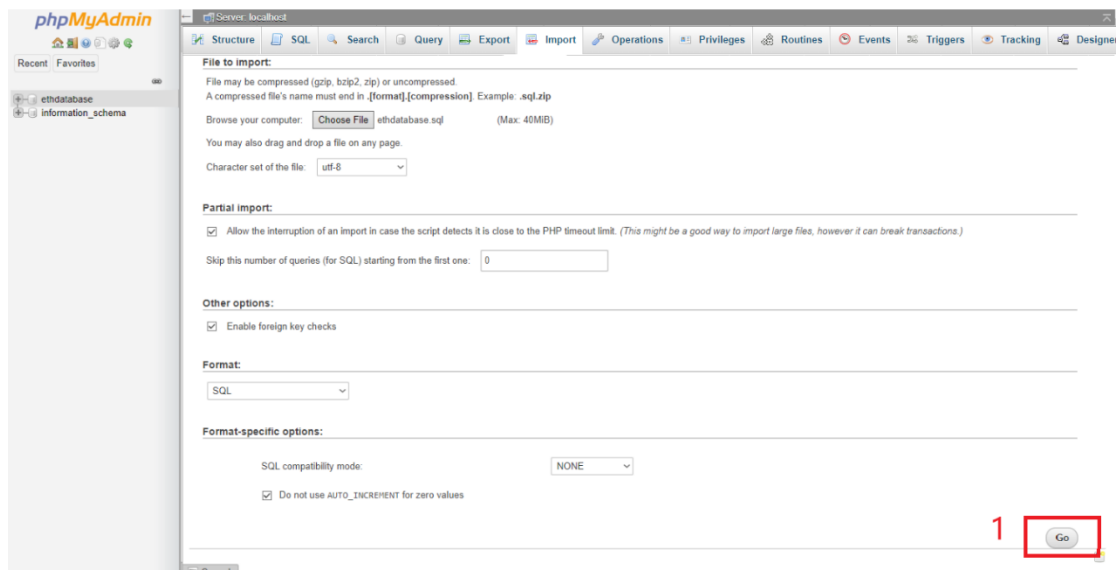 phpMyAdmin
Recent Favorites
ethdatabase
information_schema
Server: localhost
Structure SQL Search Query Export Import Operations Privileges Routines Events Triggers Tracking Designer
File to import:
File may be compressed (gzip, bzip2, zip) or uncompressed.
A compressed file's name must end in .[format].[compression]. Example: .sql.zip
Browse your computer: Choose File ethdatabase.sql (Max: 40MiB)
You may also drag and drop a file on any page.
Character set of the file: utf-8
Partial import:
Allow the interruption of an import in case the script detects it is close to the PHP timeout limit. (This might be a good way to import large files, however it can break transactions.)
Skip this number of queries (for SQL) starting from the first one: 0
Other options:
Enable foreign key checks
Format:
SQL
Format-specific options:
SQL compatibility mode: NONE
Do not use AUTO_INCREMENT for zero values
1 Go